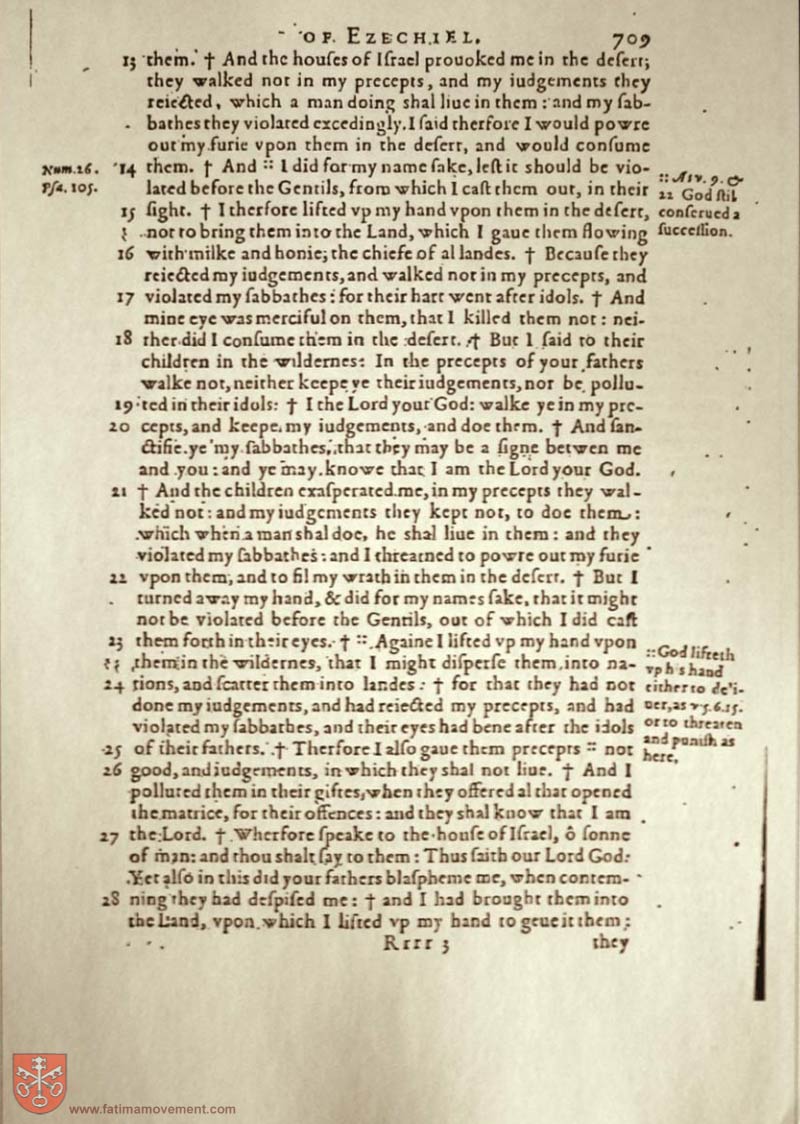 OF EZECHIEL. 709
13 them. † And the houſes of Iſrael prouoked me in the deſert;
they walked not in my precepts, and my iudgements they
reiected, which a man doing shal liue in them: and my ſab-
bathes they violated excedingly. I ſaid therfore I would powre
out my furie vpon them in the deſert, and would conſume
Num. 26.
Pſa. 105.
14 them. † And :: I did for my name ſake, leſt it should be vio-
lated before the Gentils, from which I caſt them out, in their
15 ſight. † I therfore lifted vp my hand vpon them in the deſert,
not to bring them into the Land, which I gaue them flowing
:: As v. 9. &
22 God ſtil
conſerued a
ſucceſſion.
16 with milke and honie, the chiefe of al landes. † Becauſe they
reiected my iudgements, and walked not in my precepts, and
17 violated my ſabbathes: for their hart went after idols. † And
mine eye was merciful on them, that I killed them not: nei-
18 ther did I conſume them in the deſert. † But I ſaid to their
children in the wildernes: In the precepts of your fathers
walke not, neither keepe ye their iudgements, nor be pollu-
19 ted in their idols: † I the Lord your God: walke ye in my pre-
20 cepts, and keepe my iudgements, and doe them. † And ſan-
ctifie ye my ſabbathes, that they may be a ſigne betwen me
and you: and ye may knowe that I am the Lord your God.
21 † And the children exaſperated me, in my precepts they wal-
ked not: and my iudgements they kept not, to doe them:
which when a man shal doe, he shal liue in them: and they
violated my ſabbathes: and I threatned to powre out my furie
22 vpon them, and to fil my wrath in them in the deſert. † But I
turned away my hand, & did for my names ſake, that it might
not be violated before the Gentils, out of which I did caſt
23 them forth in their eyes. † :: Againe I lifted vp my hand vpon
them in the wildernes, that I might diſperſe them into na-
24 tions, and ſcatter them into landes: † for that they had not
done my iudgements, and had reiected my precepts, and had
violated my ſabbathes, and their eyes had bene after the idols
:: God lifteth
vp his hand
either to deli-
uer, as v. 5. 6. 15.
or to threaten
and punish as
here.
25 of their fathers. † Therfore I alſo gaue them precepts :: not
26 good, and iudgements, in which they shal not liue. † And I
polluted them in their giftes, when they offered al that opened
the matrice, for their offences: and they shal know that I am
27 the Lord. † Wherfore ſpeake to the houſe of Iſrael, ô ſonne
of man: and thou shalt ſay to them: Thus ſaith our Lord God:
Yet alſo in this did your fathers blaſpheme me, when contem-
28 ning they had deſpiſed me: † and I had brought them into
the Land, vpon which I lifted vp my hand to geue it them:
Rrrr 3 they
www.fatimamovement.com